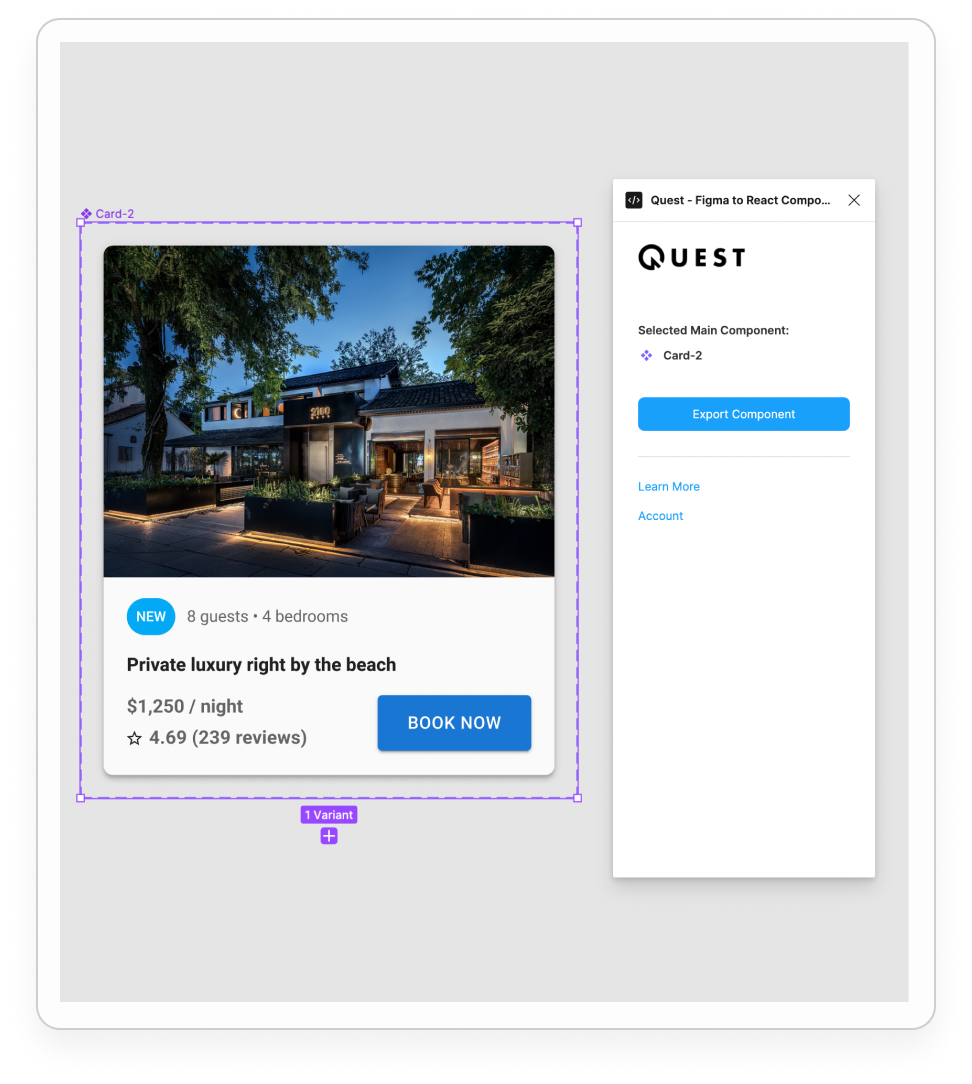 Card-2
2100
NEW
8 guests • 4 bedrooms
Private luxury right by the beach
$1,250 / night
4.69 (239 reviews)
BOOK NOW
1 Variant
Quest - Figma to React Compo...
QUEST
Selected Main Component:
Card-2
Export Component
Learn More
Account